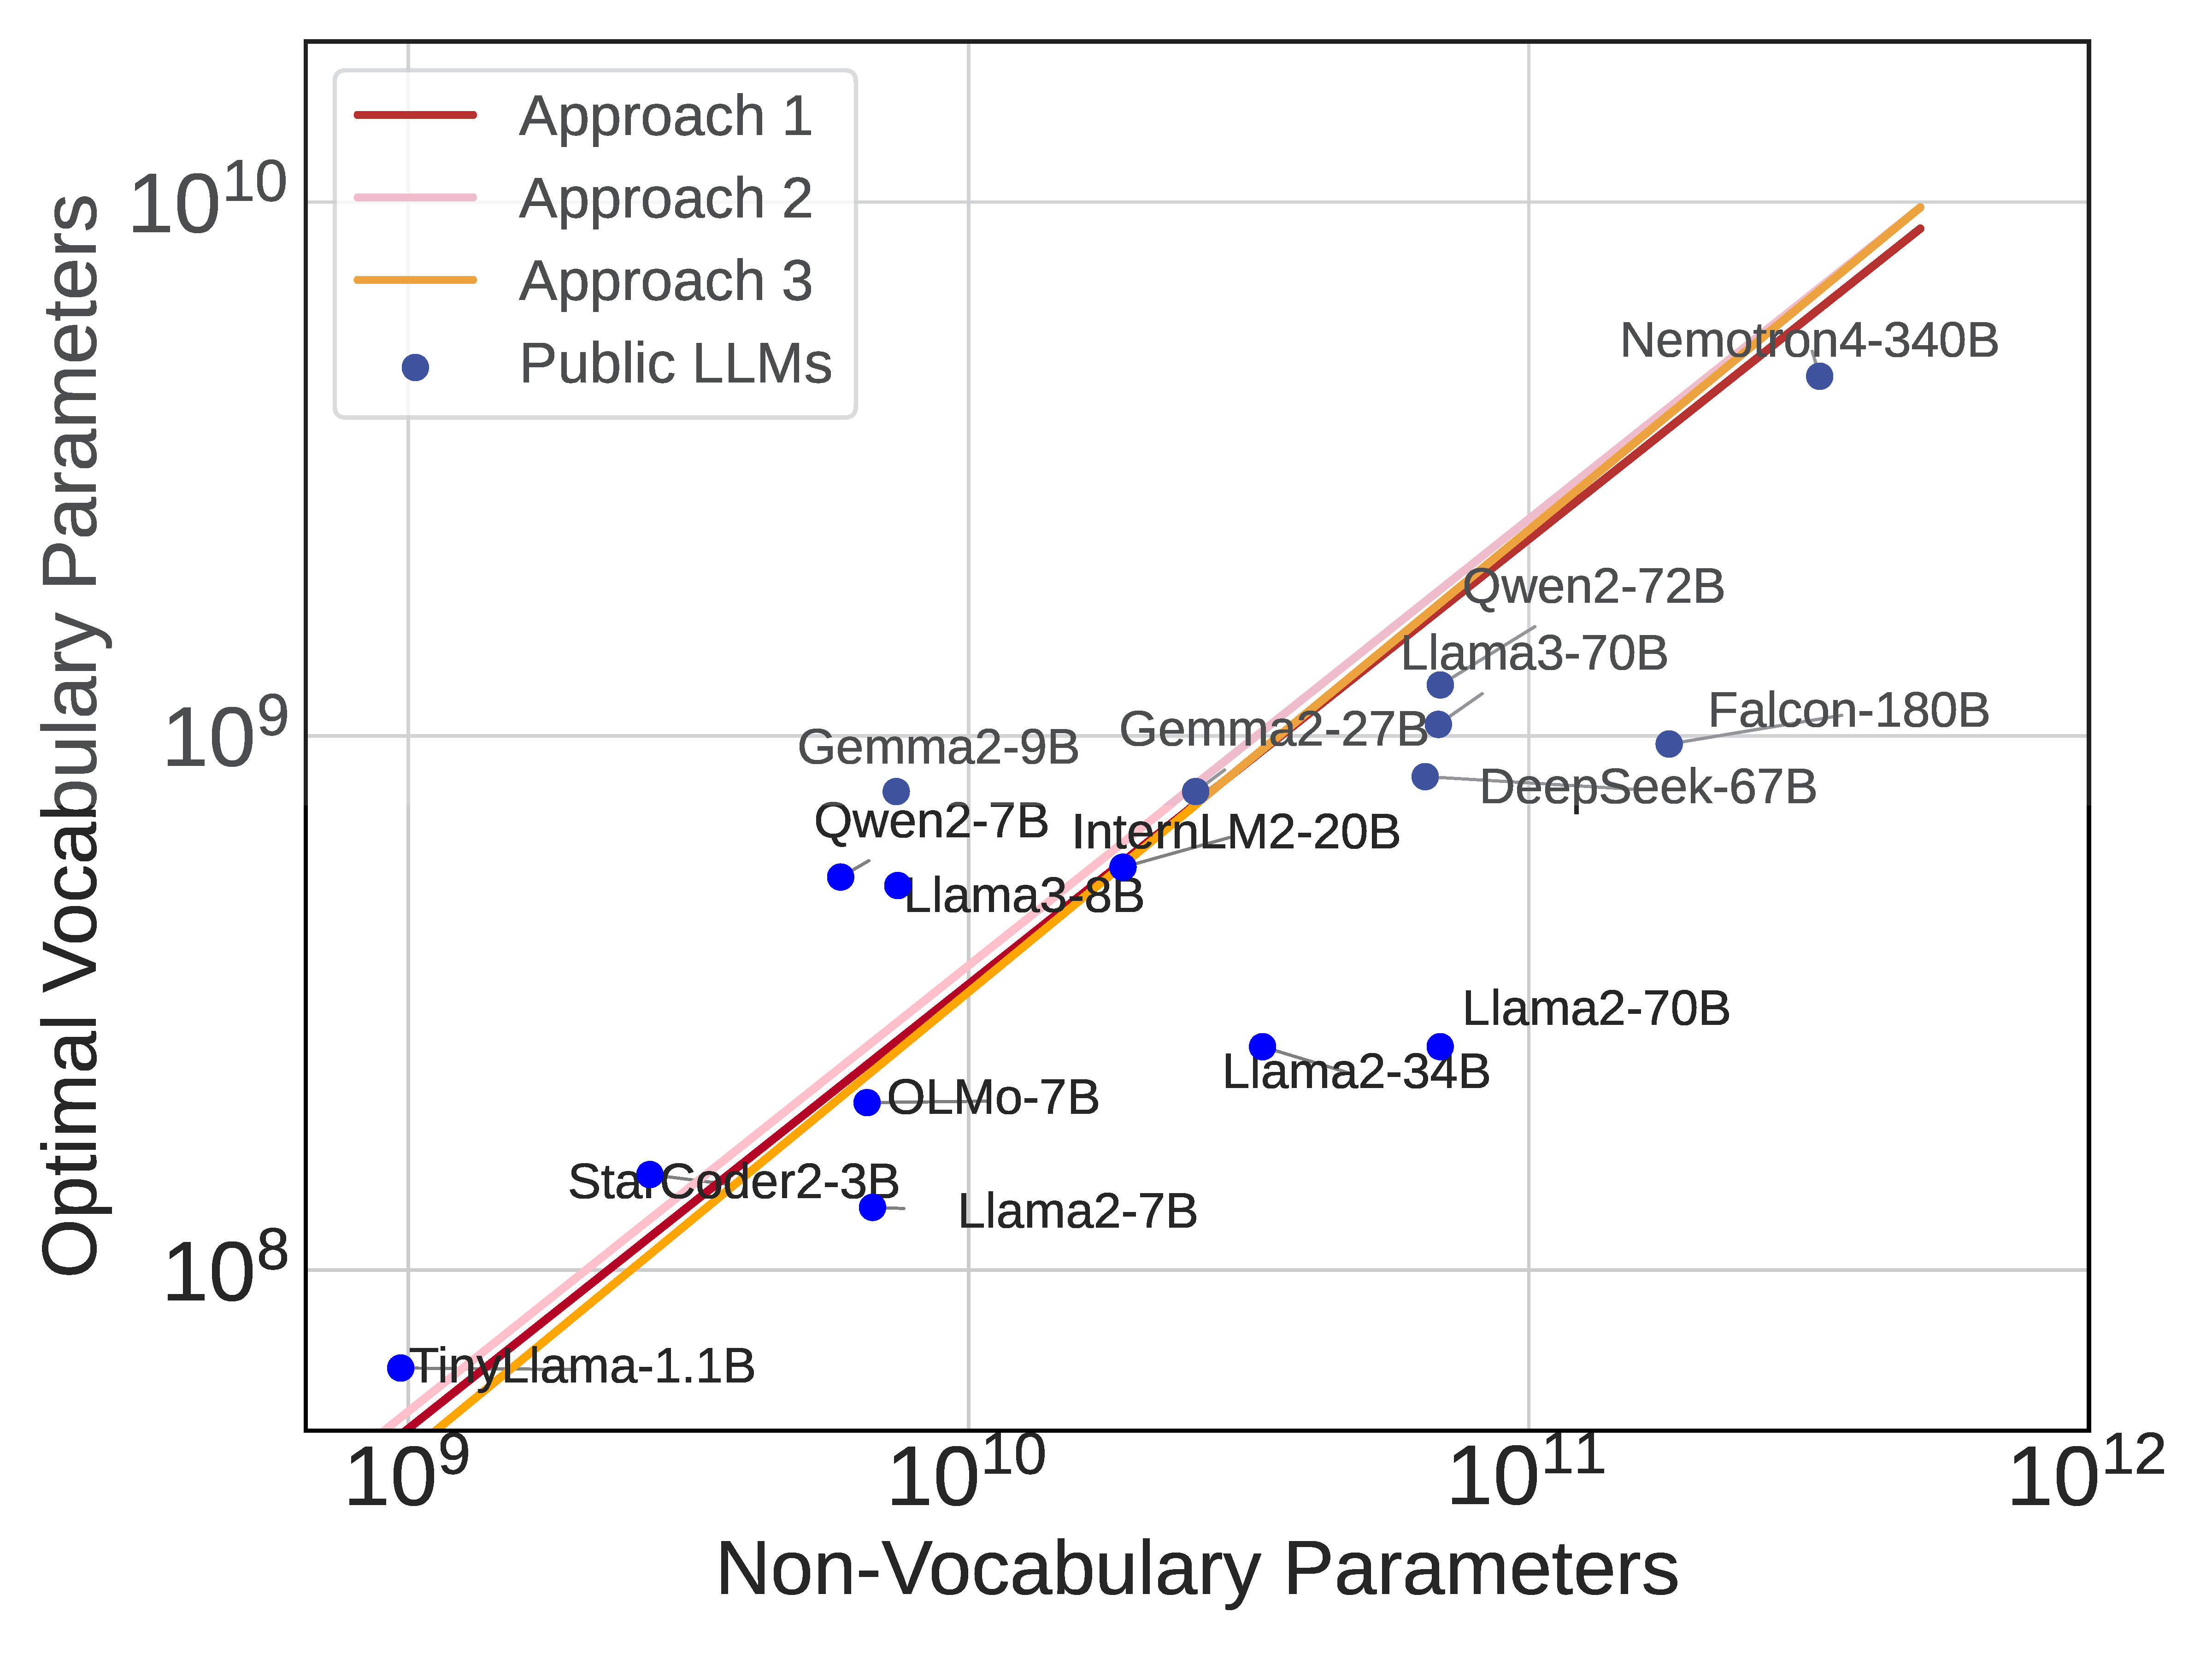 Approach 1
Approach 2
Approach 3
Public LLMs
Optimal Vocabulary Parameters
10^10
10^9
10^8
Nemotron4-340B
Qwen2-72B
Llama3-70B
Falcon-180B
Gemma2-27B
Gemma2-9B
DeepSeek-67B
Qwen2-7B
InternLM2-20B
Llama3-8B
Llama2-70B
Llama2-34B
OLMo-7B
StarCoder2-3B
Llama2-7B
TinyLlama-1.1B
10^9
10^10
10^11
10^12
Non-Vocabulary Parameters